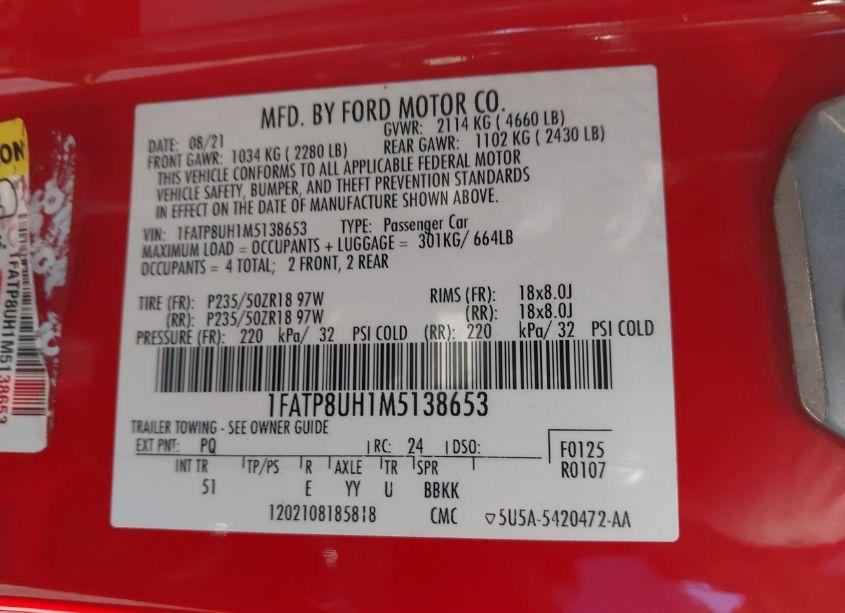 MFD. BY FORD MOTOR CO.
DATE: 08/21 GVWR: 2114 KG ( 4660 LB)
FRONT GAWR: 1034 KG ( 2280 LB) REAR GAWR: 1102 KG ( 2430 LB)
THIS VEHICLE CONFORMS TO ALL APPLICABLE FEDERAL MOTOR
VEHICLE SAFETY, BUMPER, AND THEFT PREVENTION STANDARDS
IN EFFECT ON THE DATE OF MANUFACTURE SHOWN ABOVE.
VIN: 1FATP8UH1M5138653 TYPE: Passenger Car
MAXIMUM LOAD = OCCUPANTS + LUGGAGE = 301KG/ 664LB
OCCUPANTS = 4 TOTAL; 2 FRONT, 2 REAR
TIRE (FR): P235/50ZR18 97W RIMS (FR): 18x8.0J
(RR): P235/50ZR18 97W (RR): 18x8.0J
PRESSURE (FR): 220 kPa/ 32 PSI COLD (RR): 220 kPa/ 32 PSI COLD
1FATP8UH1M5138653
TRAILER TOWING - SEE OWNER GUIDE
EXT PNT: PQ RC: 24 DSO: F0125
R0107
INT TR TP/PS R AXLE TR SPR
51 E YY U BBKK
1202108185818 CMC ▽5U5A-5420472-AA
ON
1FATP8UH1M5138653